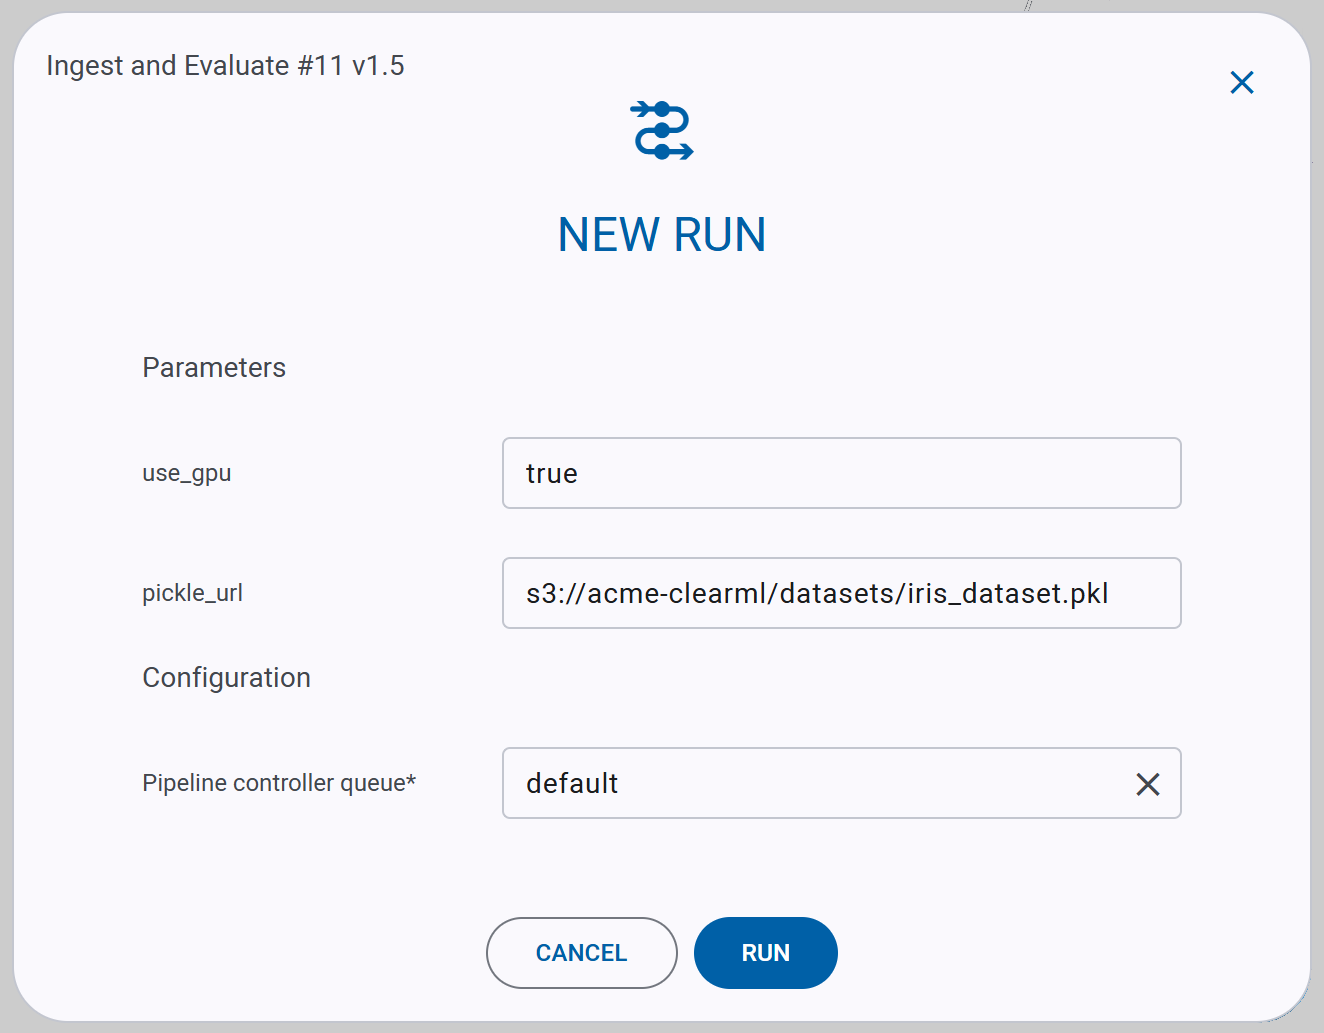 Ingest and Evaluate #11 v1.5
NEW RUN
Parameters
use_gpu
true
pickle_url
s3://acme-clearml/datasets/iris_dataset.pkl
Configuration
Pipeline controller queue*
default
CANCEL
RUN